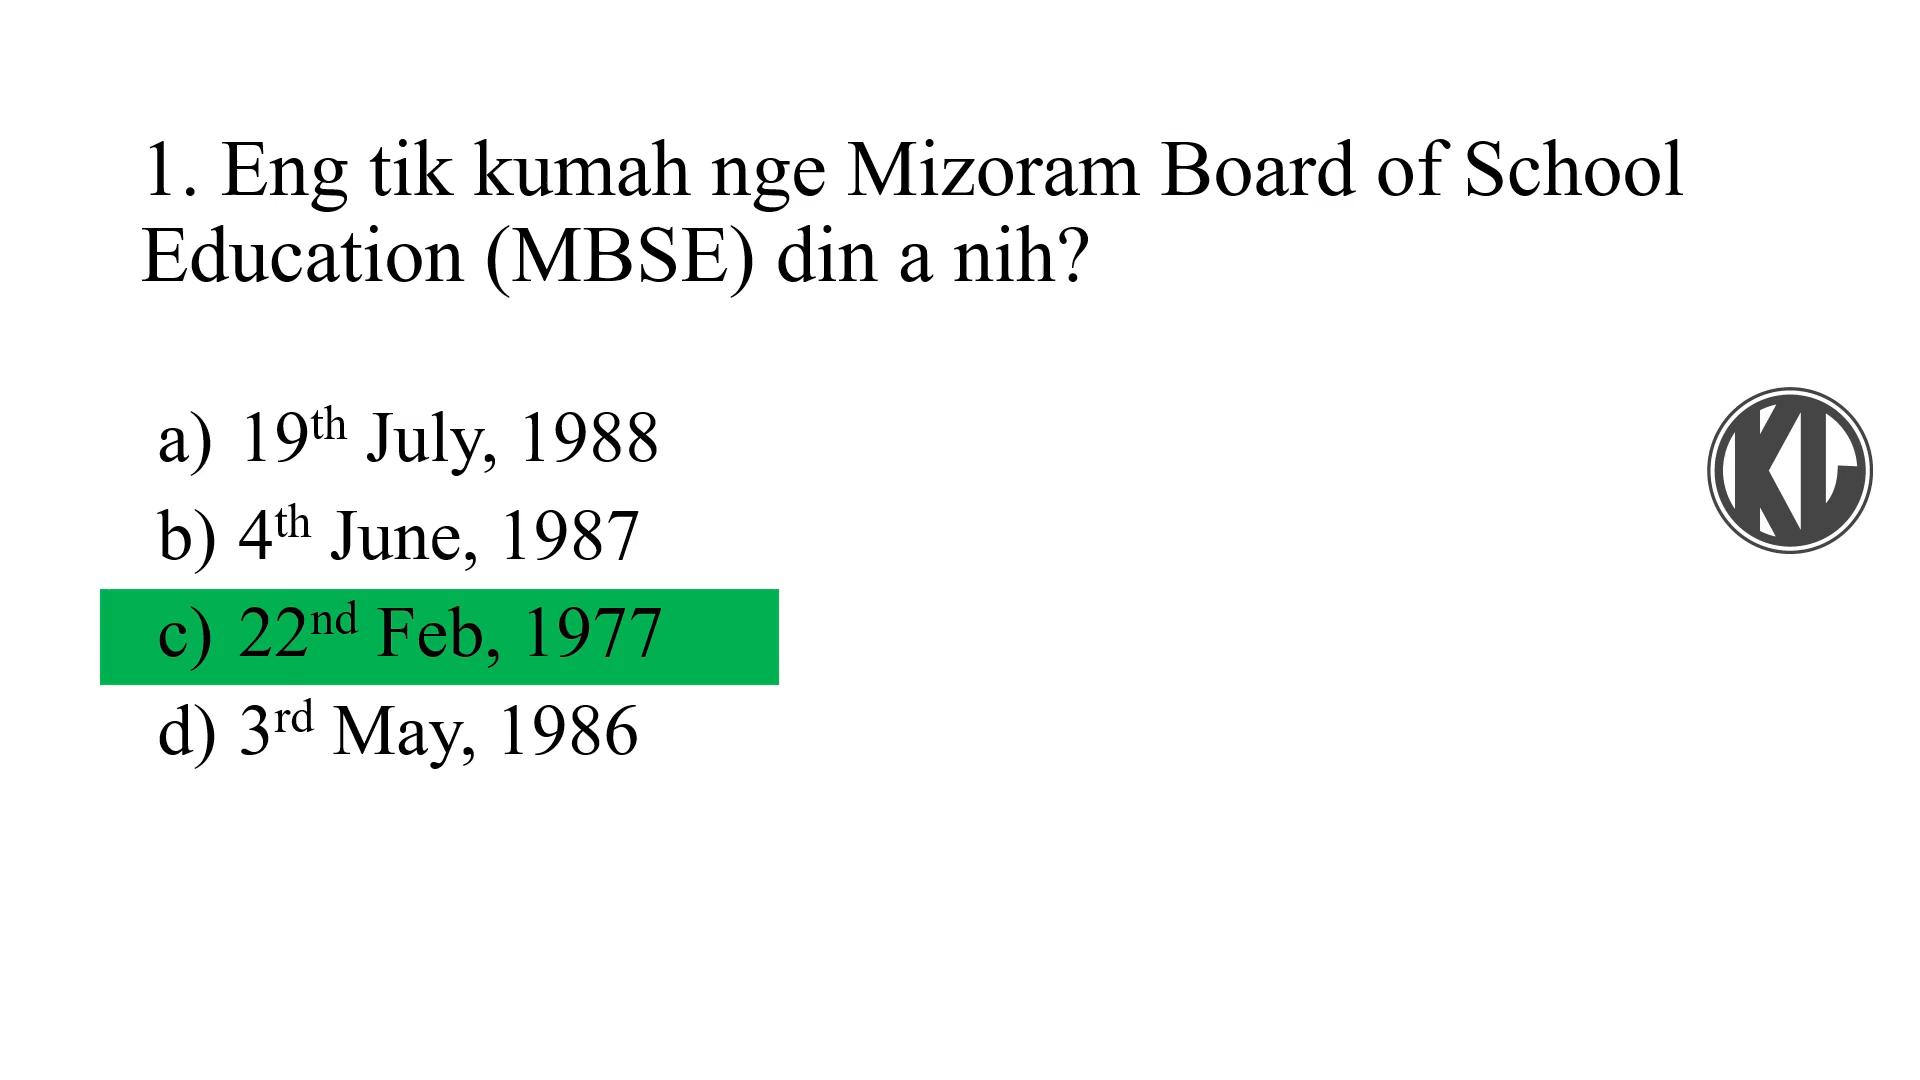 1. Eng tik kumah nge Mizoram Board of School
Education (MBSE) din a nih?
a) 19th July, 1988
b) 4th June, 1987
c) 22nd Feb, 1977
d) 3rd May, 1986
KL